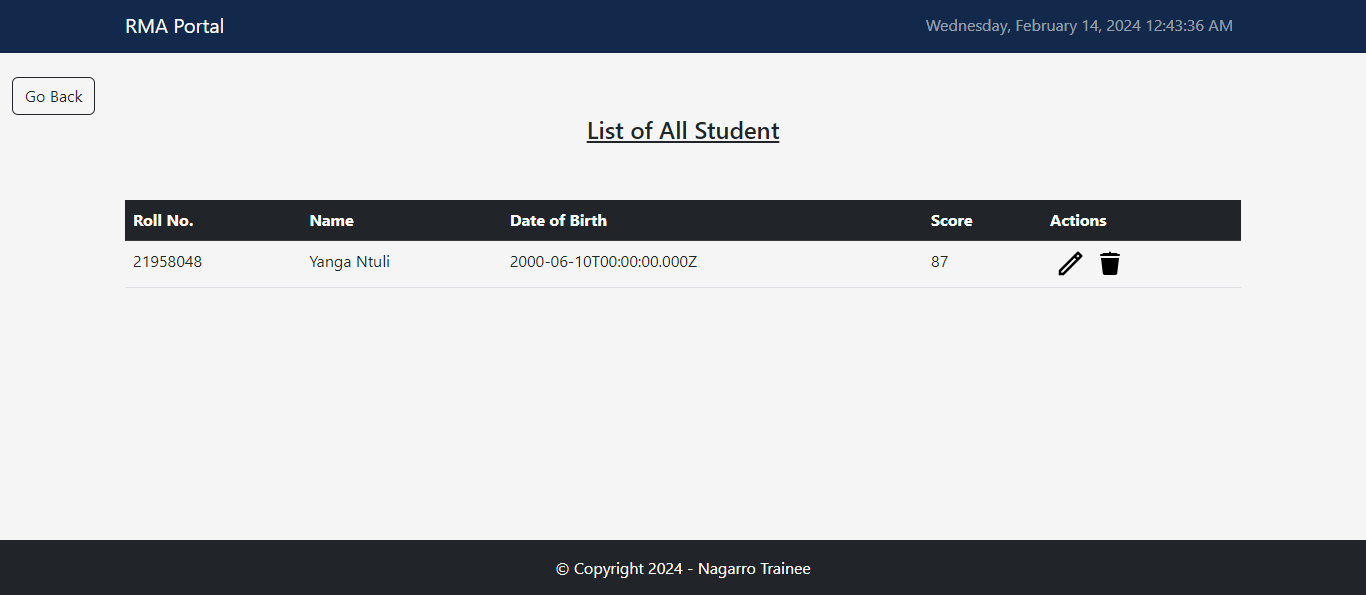 RMA Portal
Wednesday, February 14, 2024 12:43:36 AM
Go Back
List of All Student
Roll No. Name Date of Birth Score Actions
21958048 Yanga Ntuli 2000-06-10T00:00:00.000Z 87
© Copyright 2024 - Nagarro Trainee